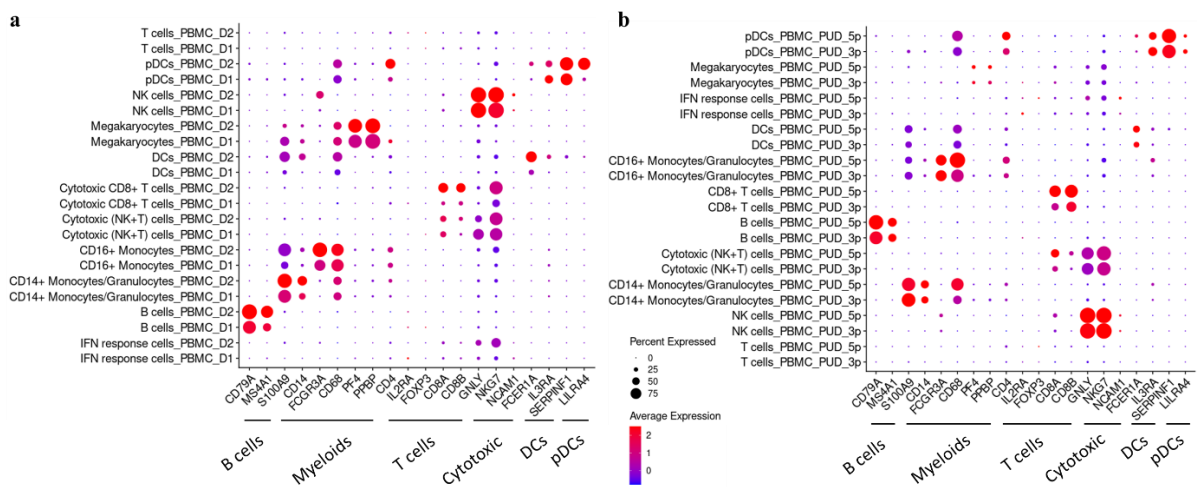 a
T cells_PBMC_D2
T cells_PBMC_D1
pDCs_PBMC_D2
pDCs_PBMC_D1
NK cells_PBMC_D2
NK cells_PBMC_D1
Megakaryocytes_PBMC_D2
Megakaryocytes_PBMC_D1
DCs_PBMC_D2
DCs_PBMC_D1
Cytotoxic CD8+ T cells_PBMC_D2
Cytotoxic CD8+ T cells_PBMC_D1
Cytotoxic (NK+T) cells_PBMC_D2
Cytotoxic (NK+T) cells_PBMC_D1
CD16+ Monocytes_PBMC_D2
CD16+ Monocytes_PBMC_D1
CD14+ Monocytes/Granulocytes_PBMC_D2
CD14+ Monocytes/Granulocytes_PBMC_D1
B cells_PBMC_D2
B cells_PBMC_D1
IFN response cells_PBMC_D2
IFN response cells_PBMC_D1
CD79A
MS4A1
S100A9
CD14
FCGR3A
CD68
PF4
PPBP
CD4
IL2RA
FOXP3
CD8A
CD8B
GNLY
NKG7
NCAM1
FCER1A
IL3RA
SERPINF1
LILRA4
B cells
Myeloids
T cells
Cytotoxic
DCs
pDCs
Percent Expressed
0
25
50
75
Average Expression
2
1
0
b
pDCs_PBMC_PUD_5p
pDCs_PBMC_PUD_3p
Megakaryocytes_PBMC_PUD_5p
Megakaryocytes_PBMC_PUD_3p
IFN response cells_PBMC_PUD_5p
IFN response cells_PBMC_PUD_3p
DCs_PBMC_PUD_5p
DCs_PBMC_PUD_3p
CD16+ Monocytes/Granulocytes_PBMC_PUD_5p
CD16+ Monocytes/Granulocytes_PBMC_PUD_3p
CD8+ T cells_PBMC_PUD_5p
CD8+ T cells_PBMC_PUD_3p
B cells_PBMC_PUD_5p
B cells_PBMC_PUD_3p
Cytotoxic (NK+T) cells_PBMC_PUD_5p
Cytotoxic (NK+T) cells_PBMC_PUD_3p
CD14+ Monocytes/Granulocytes_PBMC_PUD_5p
CD14+ Monocytes/Granulocytes_PBMC_PUD_3p
NK cells_PBMC_PUD_5p
NK cells_PBMC_PUD_3p
T cells_PBMC_PUD_5p
T cells_PBMC_PUD_3p
CD79A
MS4A1
S100A9
CD14
FCGR3A
CD68
PF4
PPBP
CD4
IL2RA
FOXP3
CD8A
CD8B
GNLY
NKG7
NCAM1
FCER1A
IL3RA
SERPINF1
LILRA4
B cells
Myeloids
T cells
Cytotoxic
DCs
pDCs